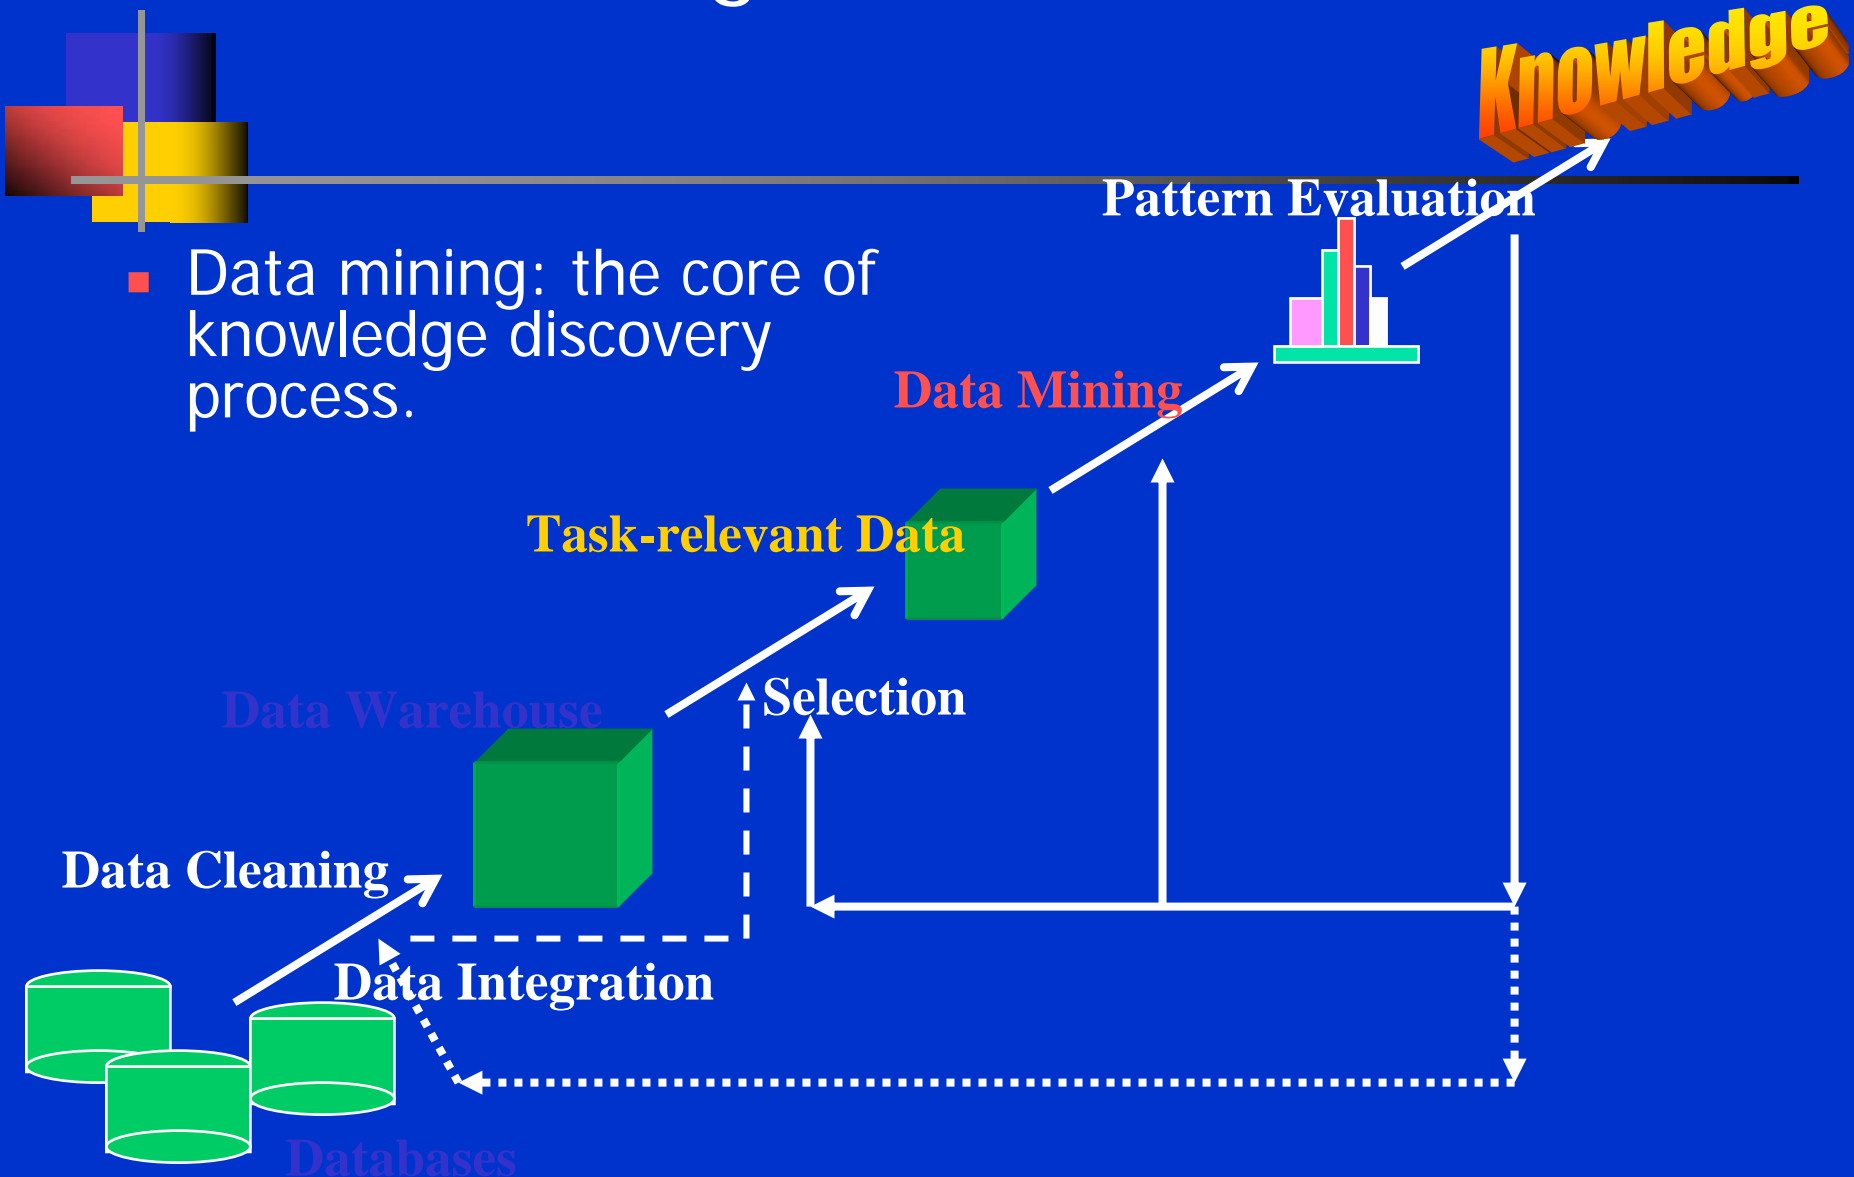 Knowledge
Pattern Evaluation
Data mining: the core of
knowledge discovery
process.
Data Mining
Task-relevant Data
Selection
Data Warehouse
Data Cleaning
Data Integration
Databases